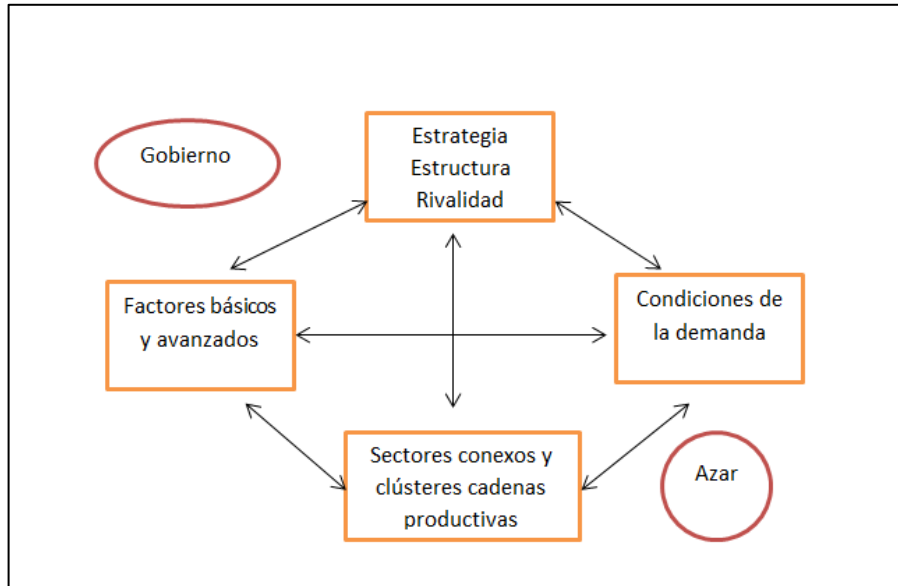 Gobierno
Estrategia
Estructura
Rivalidad
Factores básicos
y avanzados
Condiciones de
la demanda
Sectores conexos y
clústeres cadenas
productivas
Azar